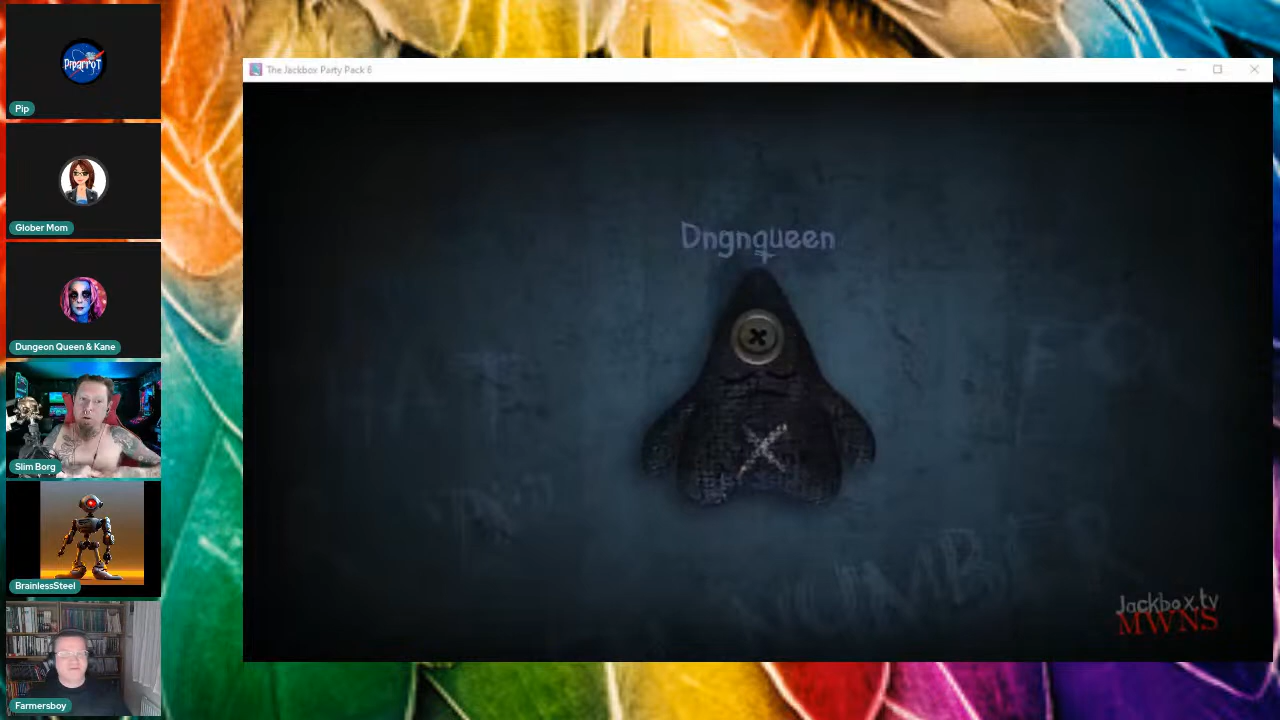 PIparroT
Pip
Glober Mom
Dungeon Queen & Kane
Slim Borg
BrainlessSteel
Farmersboy
The Jackbox Party Pack 6
Dngnqueen
Jackbox.tv
MWNS